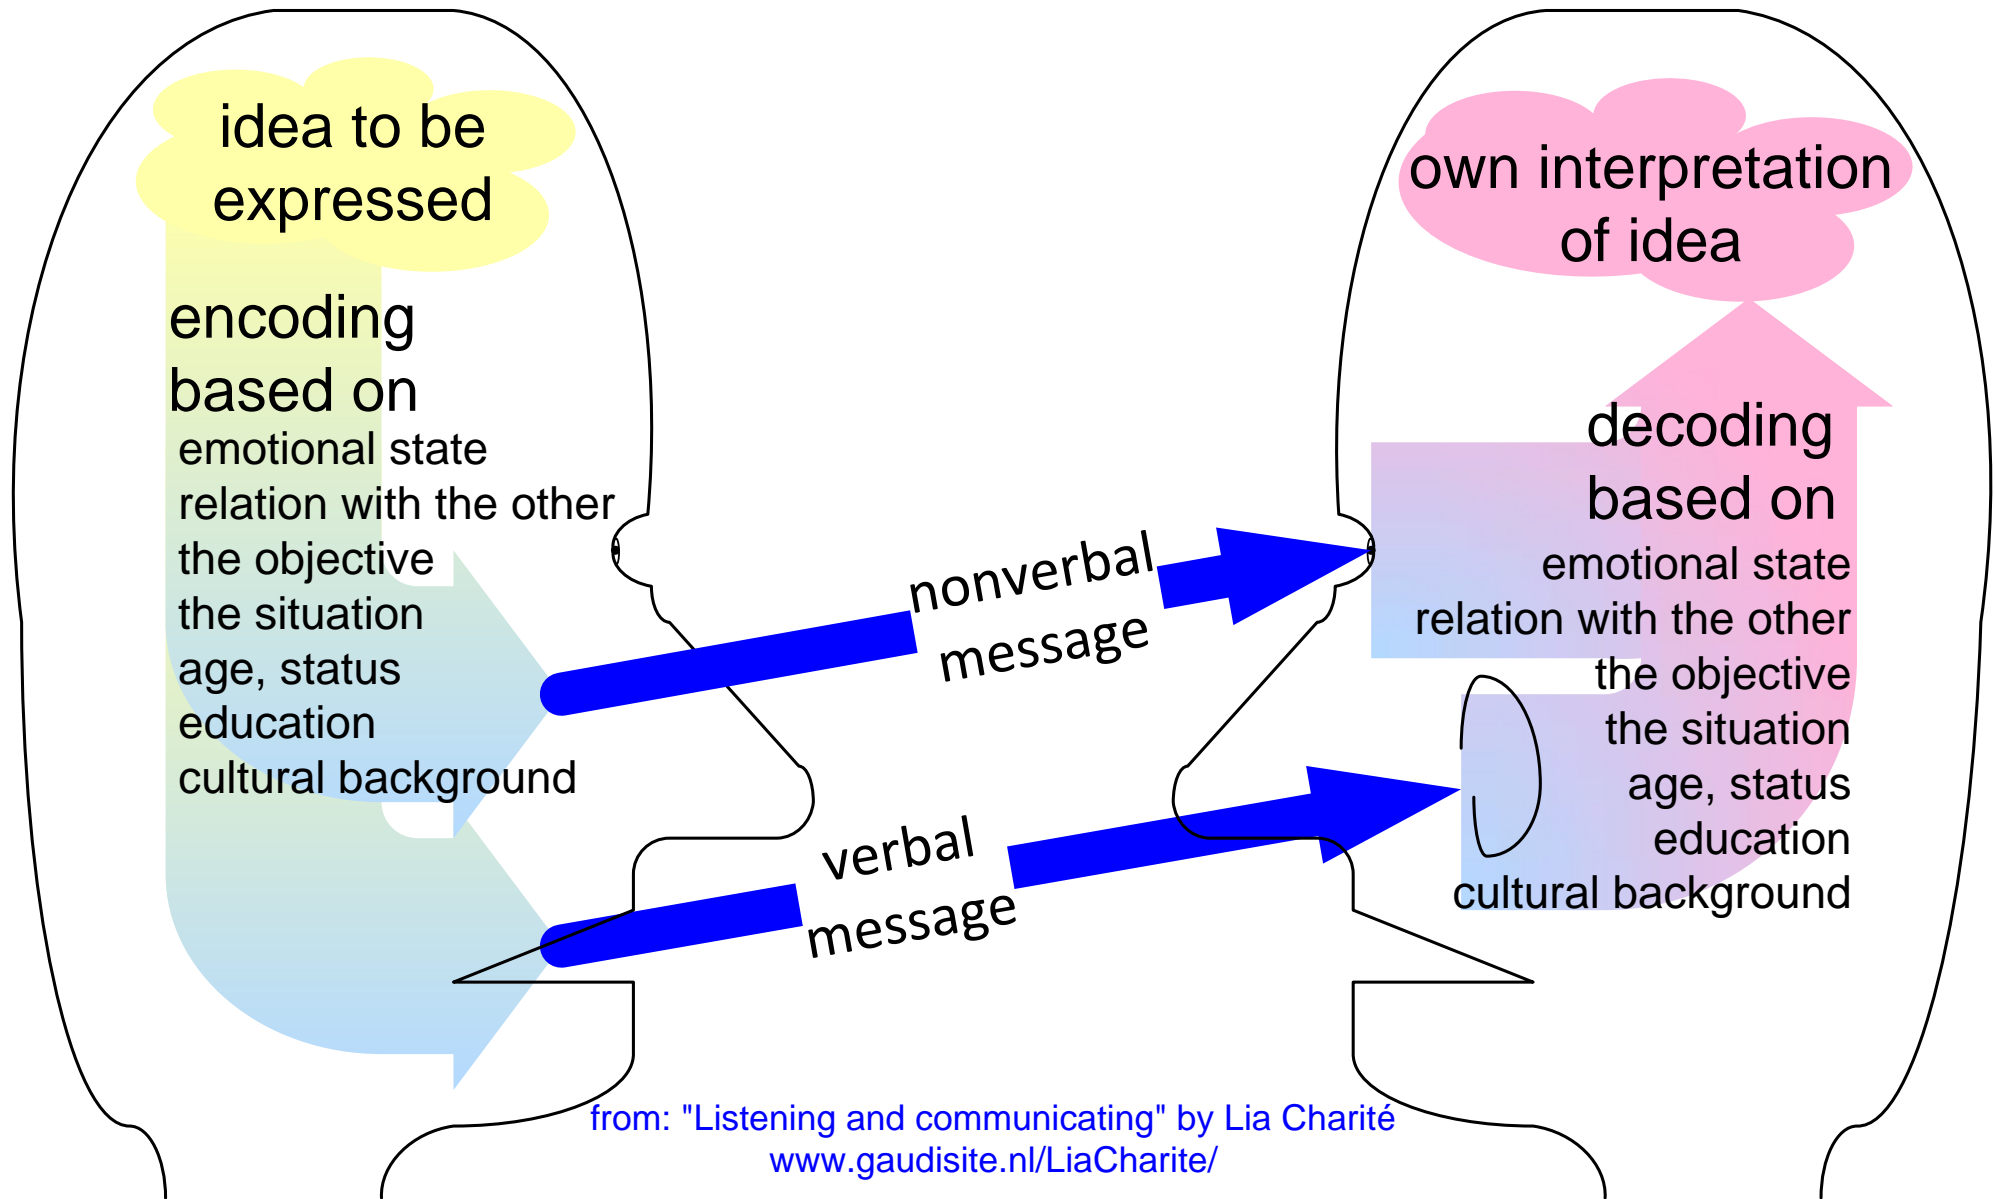 idea to be
expressed
encoding
based on
emotional state
relation with the other
the objective
the situation
age, status
education
cultural background
nonverbal
message
verbal
message
own interpretation
of idea
decoding
based on
emotional state
relation with the other
the objective
the situation
age, status
education
cultural background
from: "Listening and communicating" by Lia Charité
www.gaudisite.nl/LiaCharite/